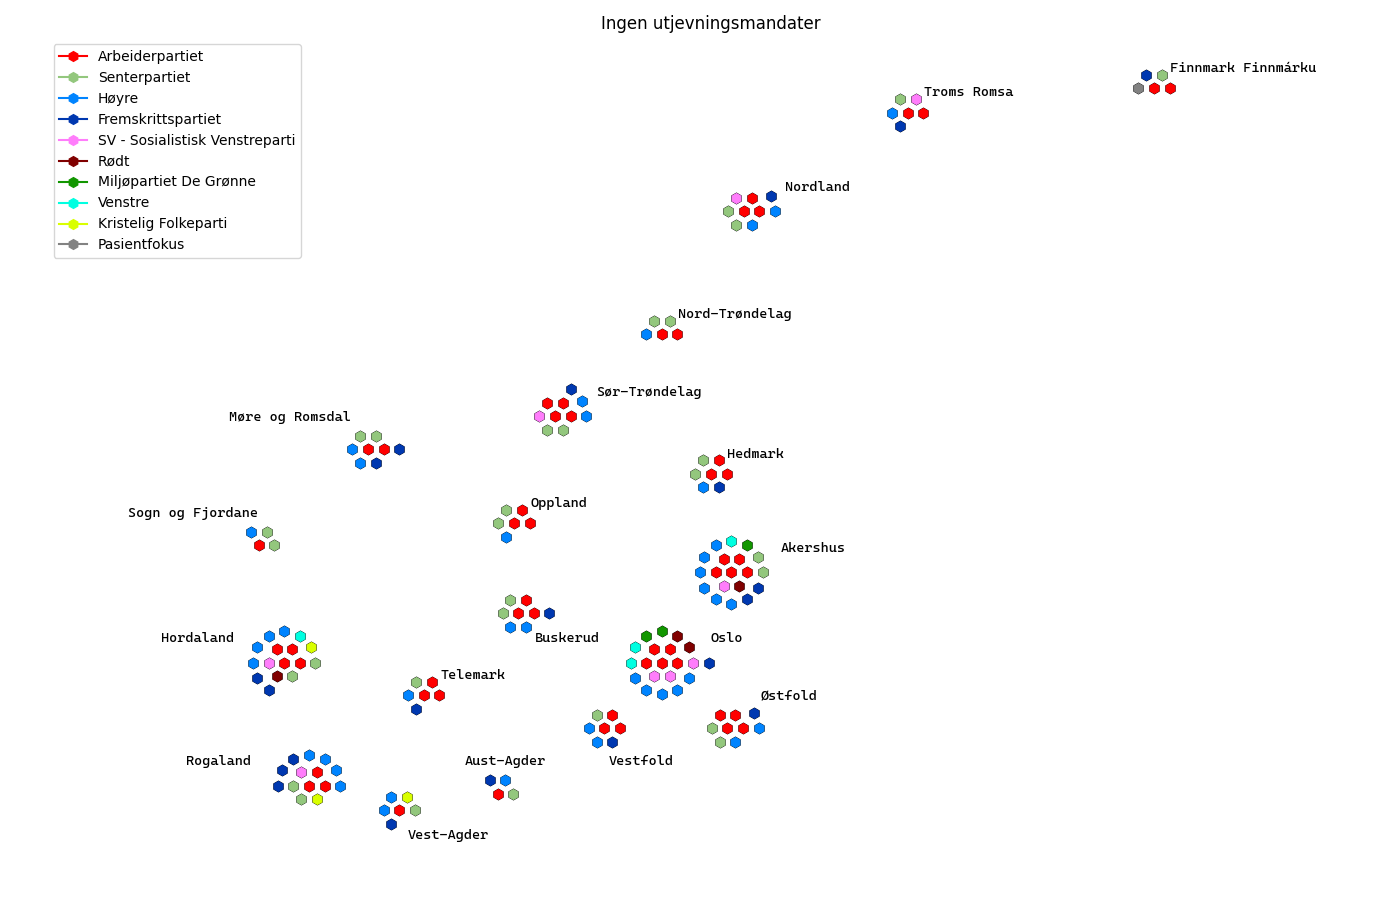 Ingen utjevningsmandater
Arbeiderpartiet
Senterpartiet
Høyre
Fremskrittspartiet
SV - Sosialistisk Venstreparti
Rødt
Miljøpartiet De Grønne
Venstre
Kristelig Folkeparti
Pasientfokus
Finnmark Finnmárku
Troms Romsa
Nordland
Nord-Trøndelag
Sør-Trøndelag
Møre og Romsdal
Hedmark
Oppland
Sogn og Fjordane
Akershus
Hordaland
Buskerud
Oslo
Telemark
Østfold
Rogaland
Aust-Agder
Vestfold
Vest-Agder